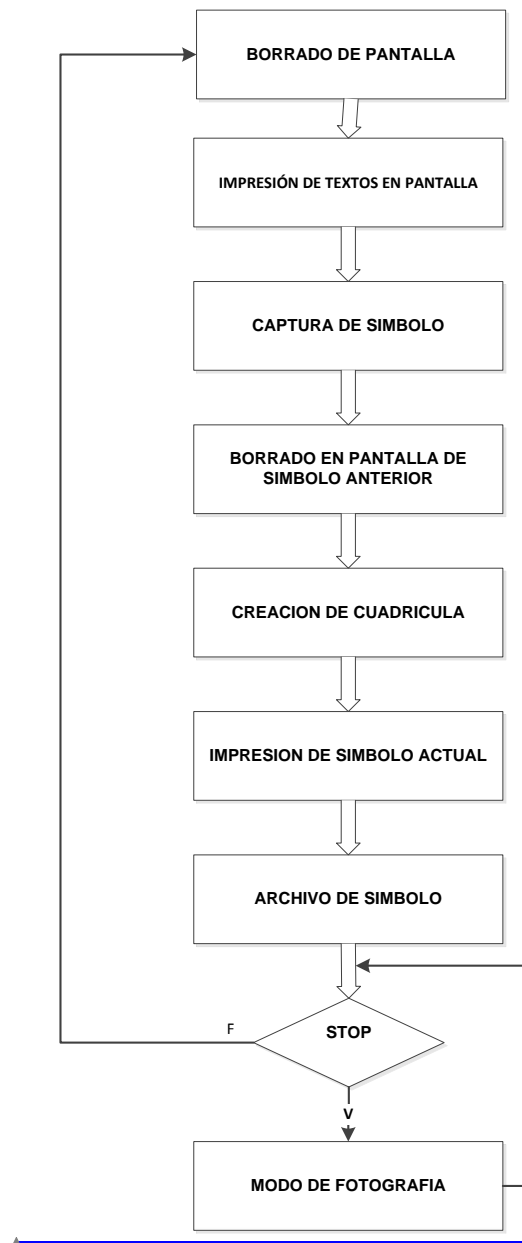 BORRADO DE PANTALLA
IMPRESIÓN DE TEXTOS EN PANTALLA
CAPTURA DE SIMBOLO
BORRADO EN PANTALLA DE
SIMBOLO ANTERIOR
CREACION DE CUADRICULA
IMPRESION DE SIMBOLO ACTUAL
ARCHIVO DE SIMBOLO
F
STOP
V
MODO DE FOTOGRAFIA